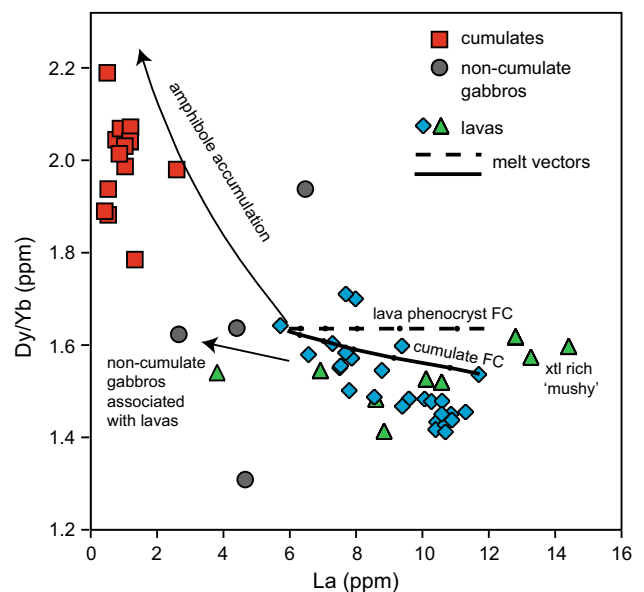 cumulates
non-cumulate
gabbros
lavas
melt vectors
amphibole accumulation
lava phenocryst FC
cumulate FC
non-cumulate
gabbros
associated
with lavas
xtl rich
‘mushy’
Dy/Yb (ppm)
2.2
2.0
1.8
1.6
1.4
1.2
0 2 4 6 8 10 12 14 16
La (ppm)